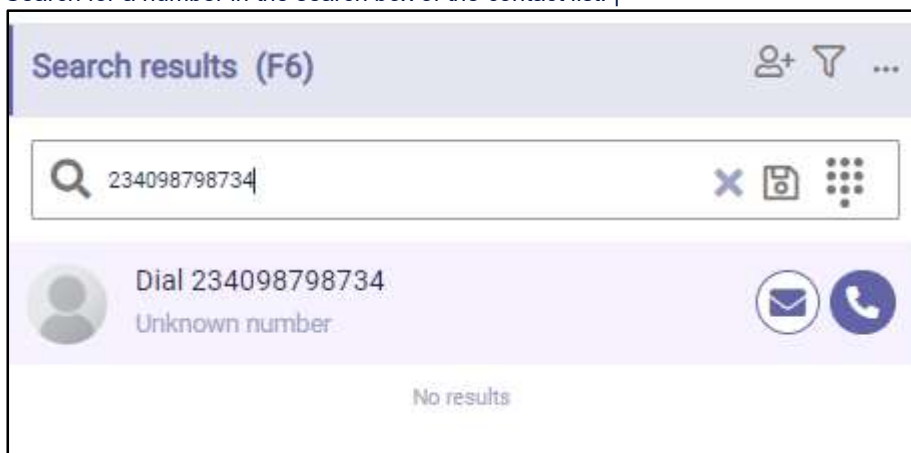 Search for a number in the search box of the contact list.
Search results (F6)
234098798734
Dial 234098798734
Unknown number
No results